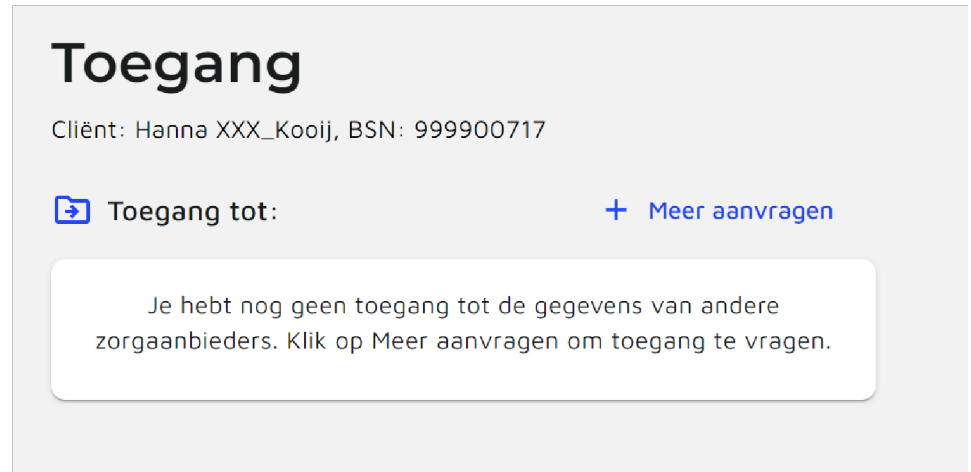 Toegang
Cliënt: Hanna XXX_Kooij, BSN: 999900717
Toegang tot:
+ Meer aanvragen
Je hebt nog geen toegang tot de gegevens van andere
zorgaanbieders. Klik op Meer aanvragen om toegang te vragen.